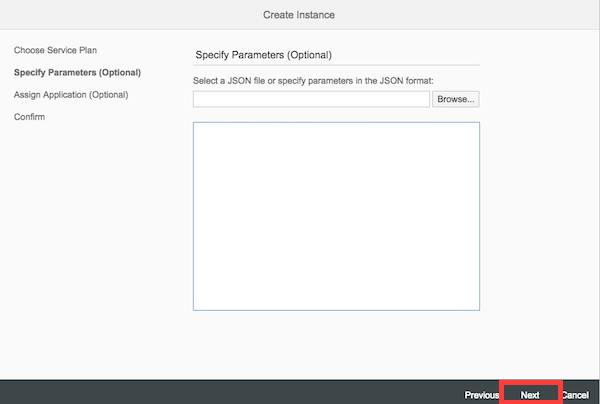 Create Instance
Choose Service Plan
Specify Parameters (Optional)
Assign Application (Optional)
Confirm
Specify Parameters (Optional)
Select a JSON file or specify parameters in the JSON format:
Browse...
Previous Next Cancel